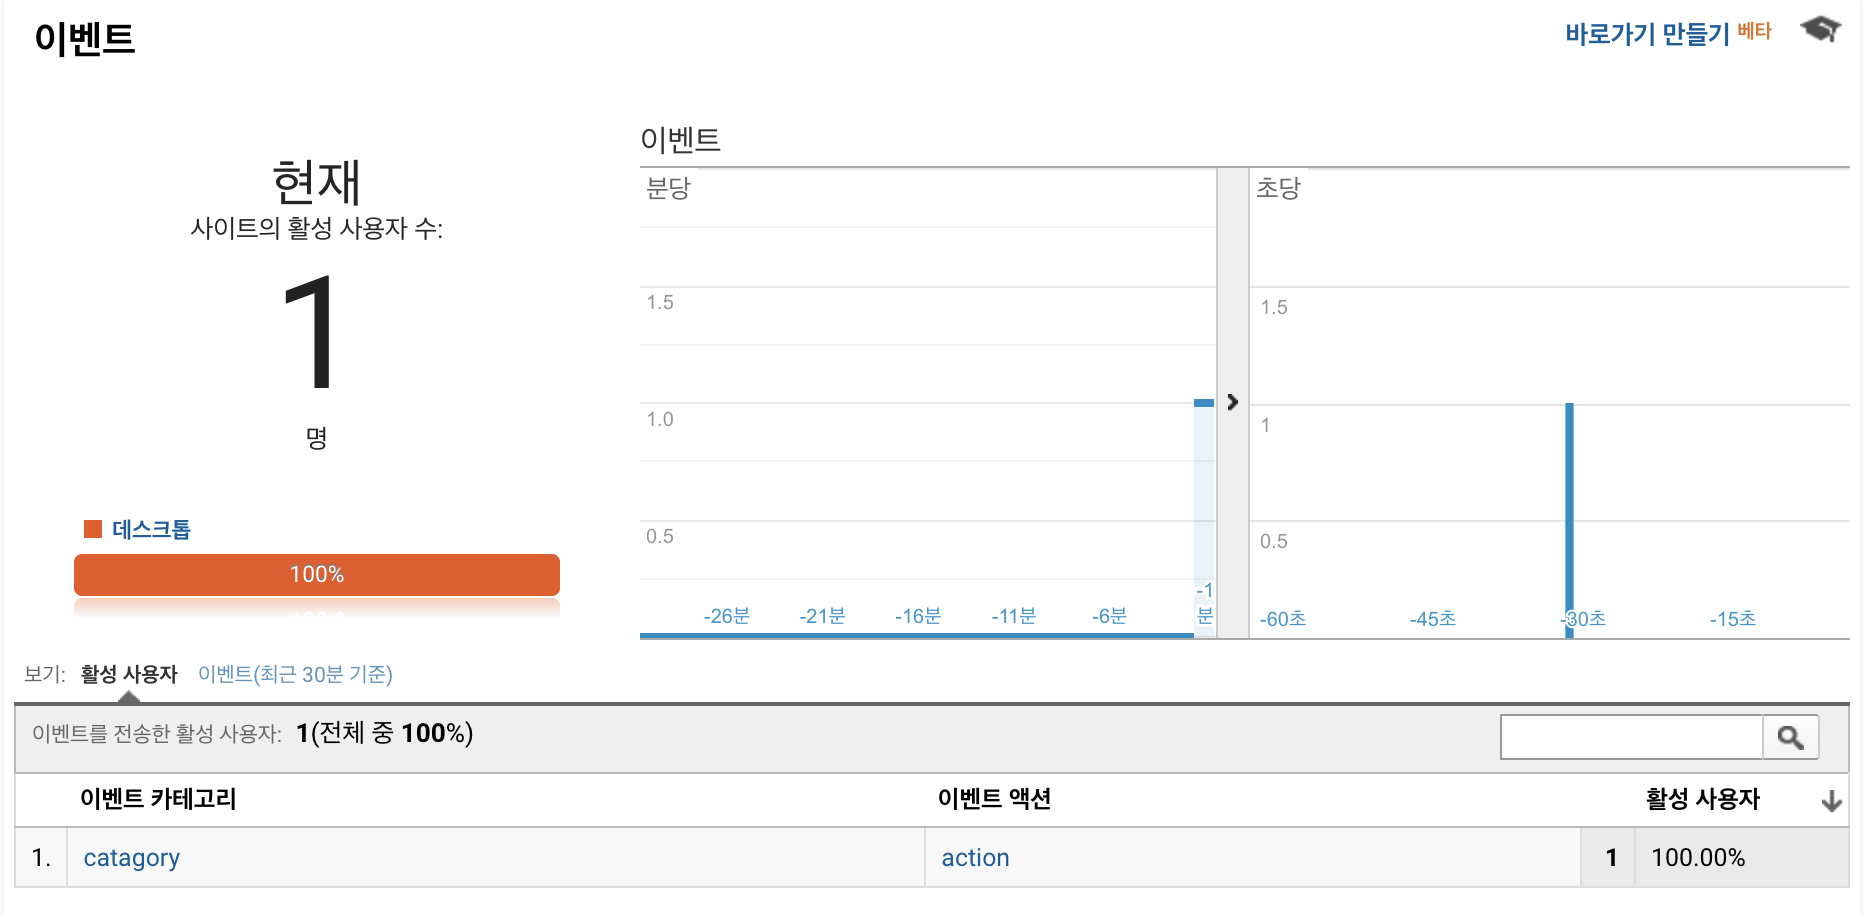 이벤트
바로가기 만들기 베타
현재
사이트의 활성 사용자 수:
1
명
데스크톱
100%
이벤트
분당
1.5
1.0
0.5
-26분 -21분 -16분 -11분 -6분 -1분
초당
1.5
1
0.5
-60초 -45초 -30초 -15초
보기: 활성 사용자 이벤트(최근 30분 기준)
이벤트를 전송한 활성 사용자: 1(전체 중 100%)
이벤트 카테고리 이벤트 액션 활성 사용자
1. catagory action 1 100.00%